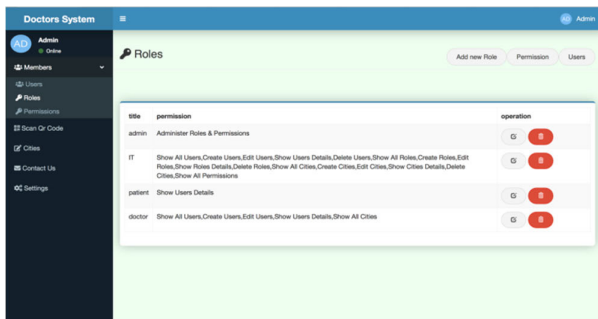 Doctors System
AD Admin
AD
Admin
Online
Members
Users
Roles
Permissions
Scan Qr Code
Cities
Contact Us
Settings
Roles
Add new Role Permission Users
title permission operation
admin Administer Roles & Permissions
IT Show All Users,Create Users,Edit Users,Show Users Details,Delete Users,Show All Roles,Create Roles,Edit
Roles,Show Roles Details,Delete Roles,Show All Cities,Create Cities,Edit Cities,Show Cities Details,Delete
Cities,Show All Permissions
patient Show Users Details
doctor Show All Users,Create Users,Edit Users,Show Users Details,Show All Cities